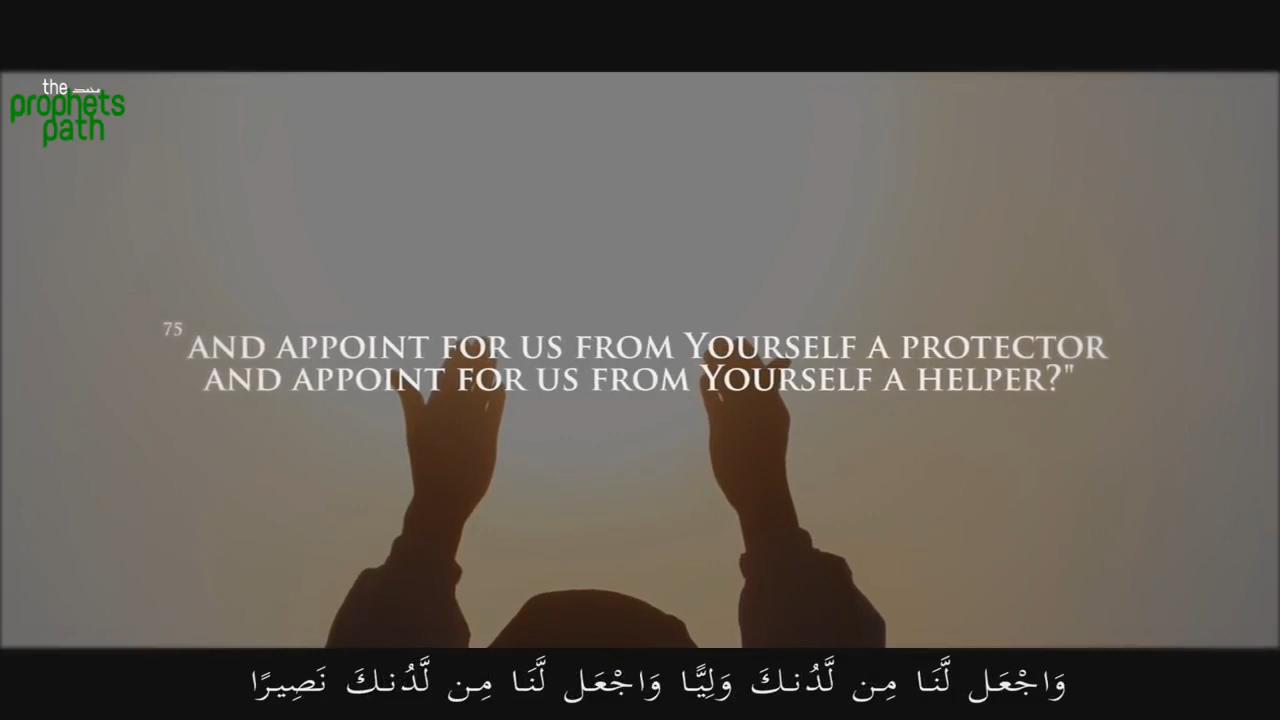 the محمد
prophets
path
75 AND APPOINT FOR US FROM YOURSELF A PROTECTOR
AND APPOINT FOR US FROM YOURSELF A HELPER?"
وَاجْعَل لَّنَا مِن لَّدُنكَ وَلِيًّا وَاجْعَل لَّنَا مِن لَّدُنكَ نَصِيرًا